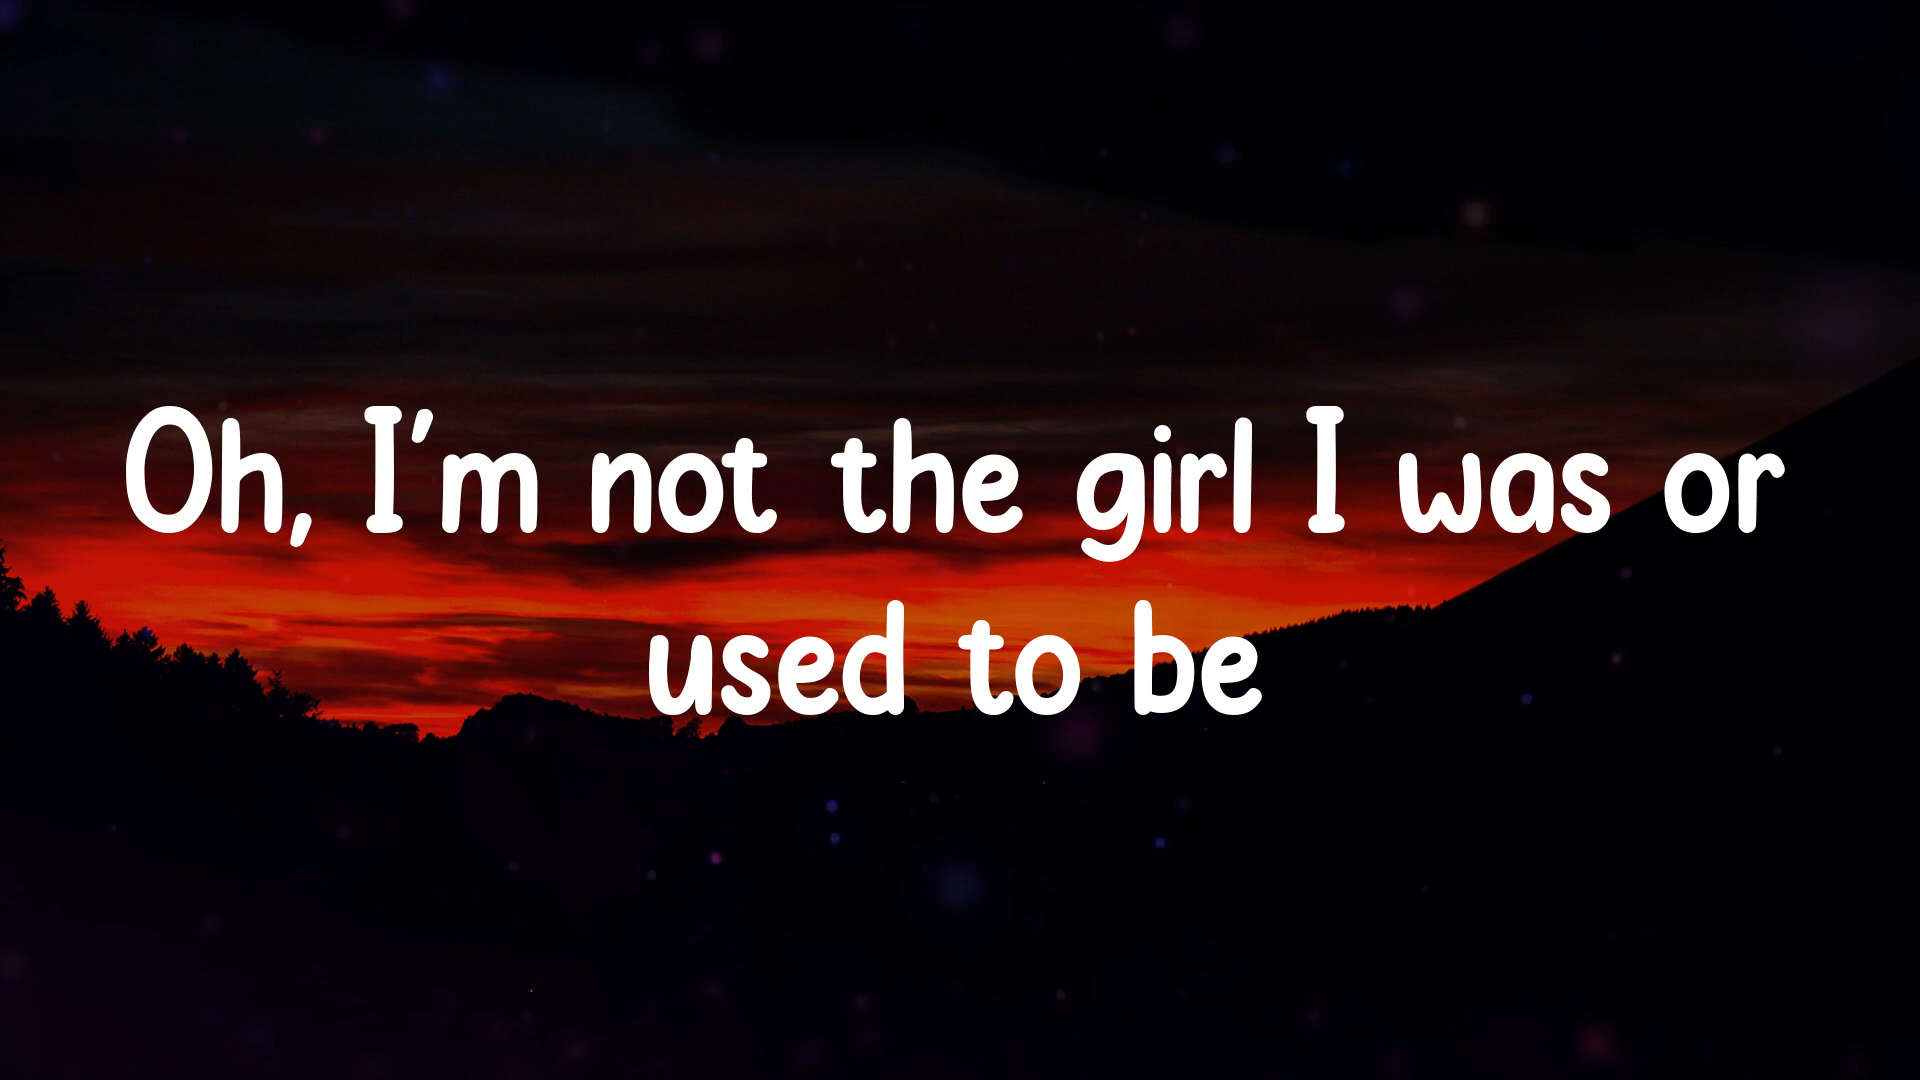 Oh, I'm not the girl I was or
used to be